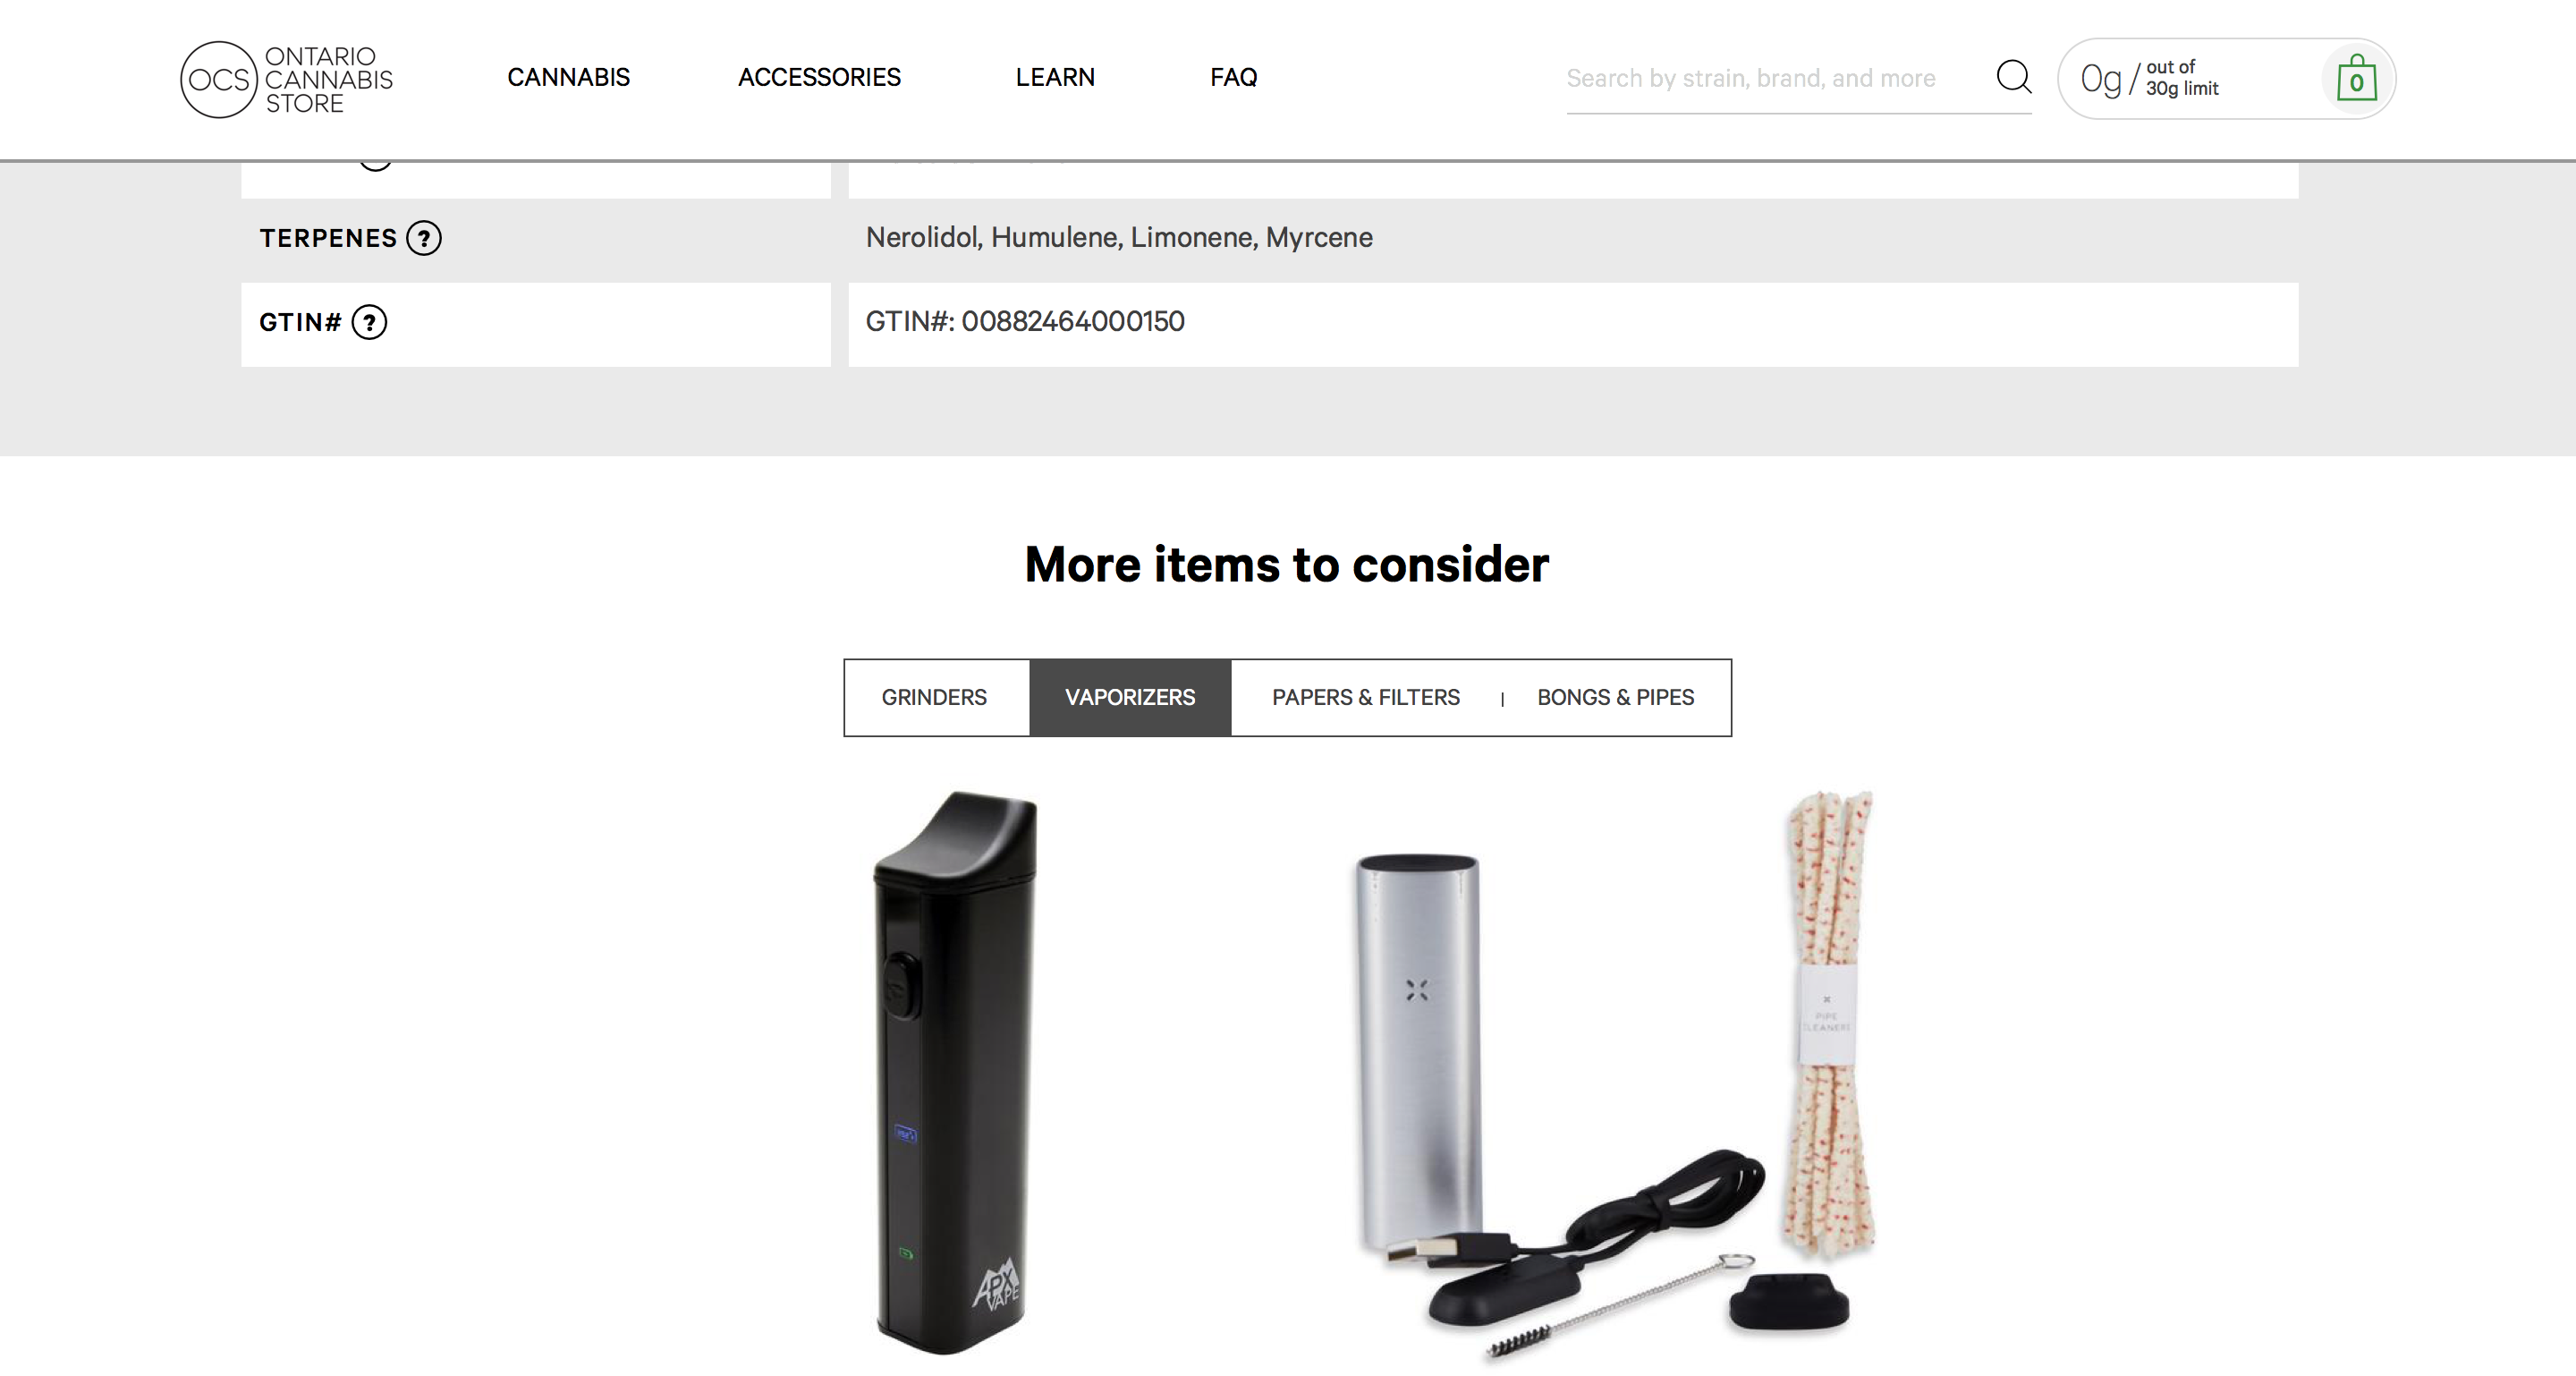 OCS
ONTARIO
CANNABIS
STORE
CANNABIS
ACCESSORIES
LEARN
FAQ
Search by strain, brand, and more
0g / out of
30g limit
0
TERPENES ?
Nerolidol, Humulene, Limonene, Myrcene
GTIN# ?
GTIN#: 00882464000150
More items to consider
GRINDERS
VAPORIZERS
PAPERS & FILTERS
BONGS & PIPES
PIPE
CLEANERS
APX
VAPE